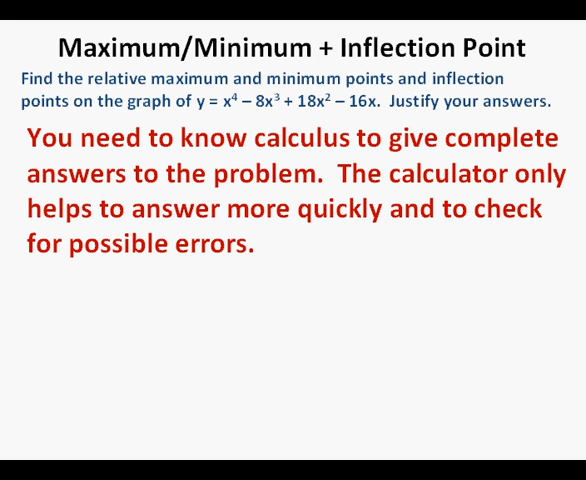 Maximum/Minimum + Inflection Point
Find the relative maximum and minimum points and inflection
points on the graph of y = x⁴ – 8x³ + 18x² – 16x. Justify your answers.
You need to know calculus to give complete
answers to the problem. The calculator only
helps to answer more quickly and to check
for possible errors.